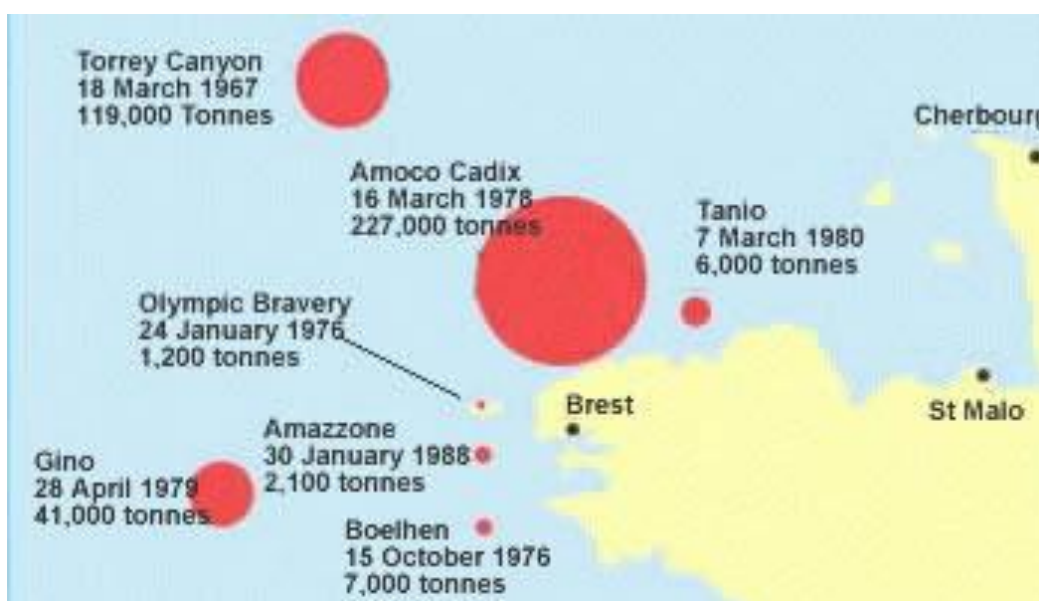 Torrey Canyon
18 March 1967
119,000 Tonnes
Cherbourg
Amoco Cadix
16 March 1978
227,000 tonnes
Tanio
7 March 1980
6,000 tonnes
Olympic Bravery
24 January 1976
1,200 tonnes
Brest
St Malo
Amazzone
30 January 1988
2,100 tonnes
Gino
28 April 1979
41,000 tonnes
Boelhen
15 October 1976
7,000 tonnes